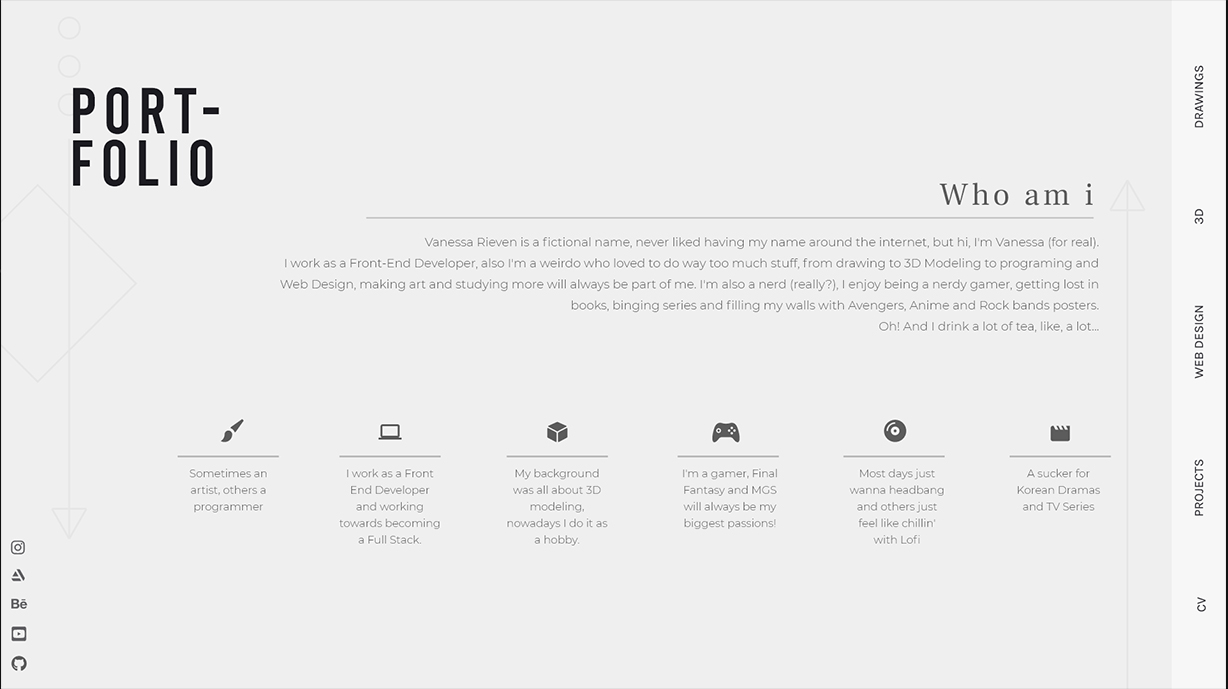 PORT-
FOLIO
Who am i
Vanessa Rieven is a fictional name, never liked having my name around the internet, but hi, I'm Vanessa (for real).
I work as a Front-End Developer, also I'm a weirdo who loved to do way too much stuff, from drawing to 3D Modeling to programing and
Web Design, making art and studying more will always be part of me. I'm also a nerd (really?), I enjoy being a nerdy gamer, getting lost in
books, binging series and filling my walls with Avengers, Anime and Rock bands posters.
Oh! And I drink a lot of tea, like, a lot...
Sometimes an
artist, others a
programmer
I work as a Front
End Developer
and working
towards becoming
a Full Stack.
My background
was all about 3D
modeling,
nowadays I do it as
a hobby.
I'm a gamer, Final
Fantasy and MGS
will always be my
biggest passions!
Most days just
wanna headbang
and others just
feel like chillin'
with Lofi
A sucker for
Korean Dramas
and TV Series
Bē
DRAWINGS
3D
WEB DESIGN
PROJECTS
CV